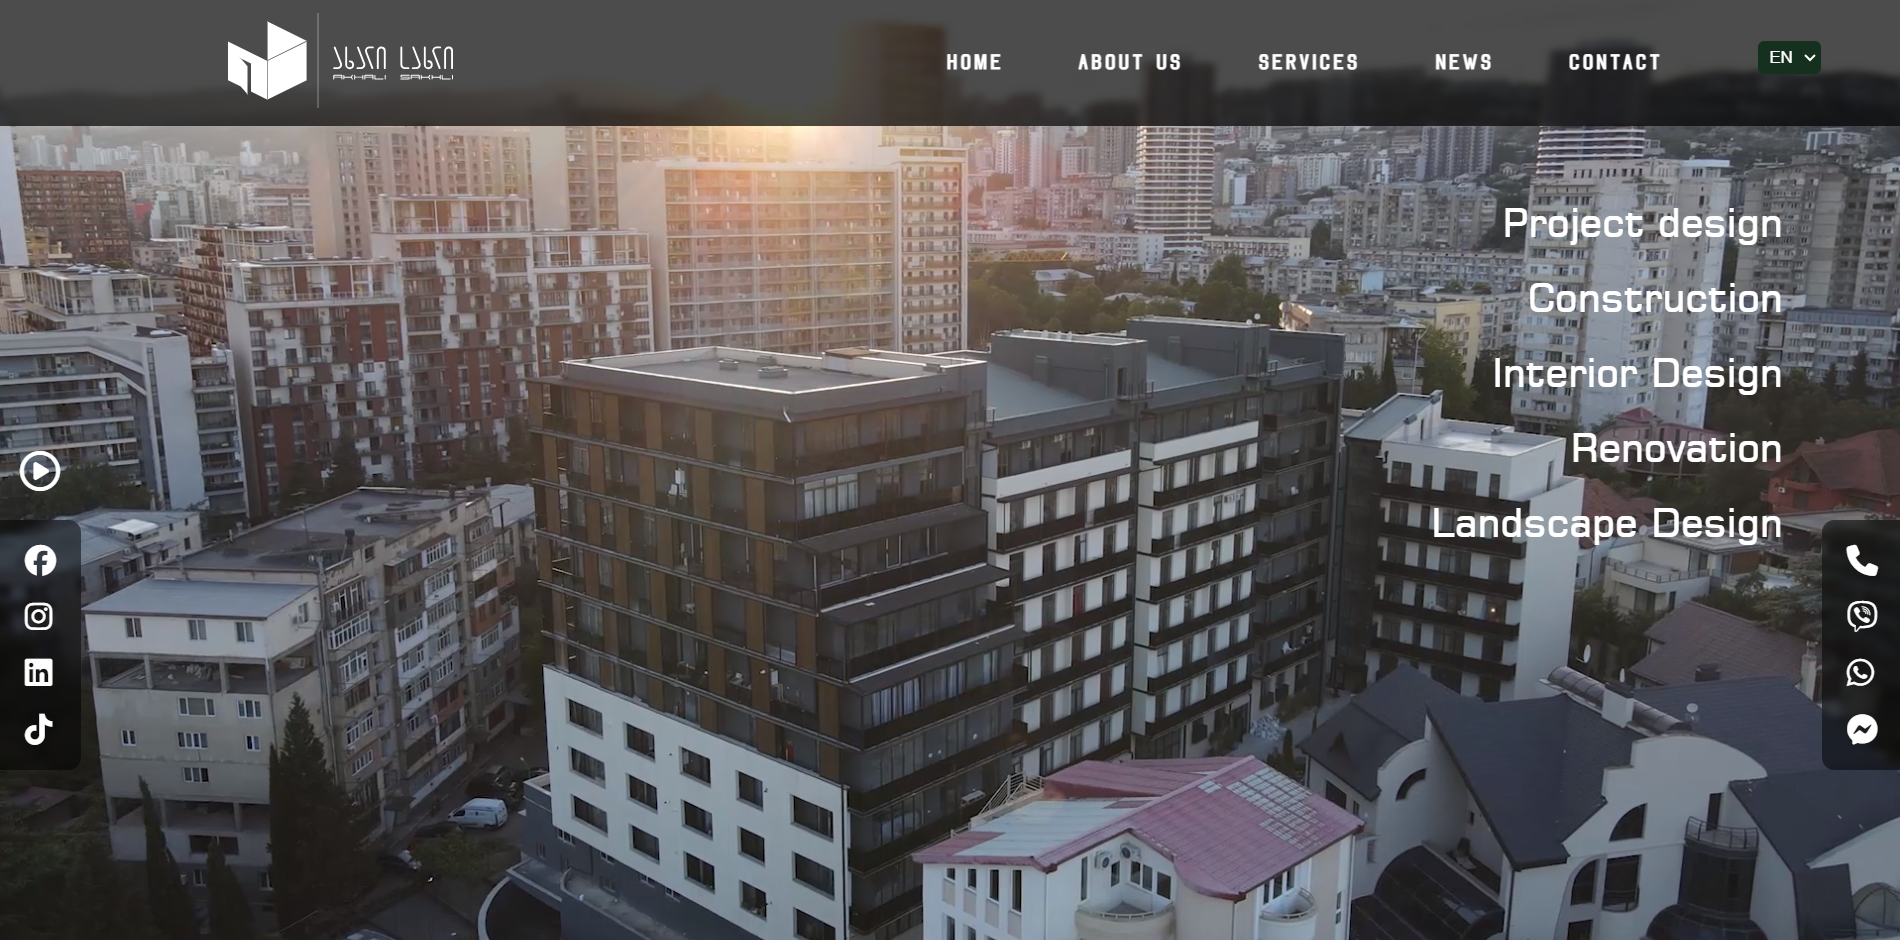 ახალი სახლი
AKHALI SAKHLI
HOME
ABOUT US
SERVICES
NEWS
CONTACT
EN
Project design
Construction
Interior Design
Renovation
Landscape Design